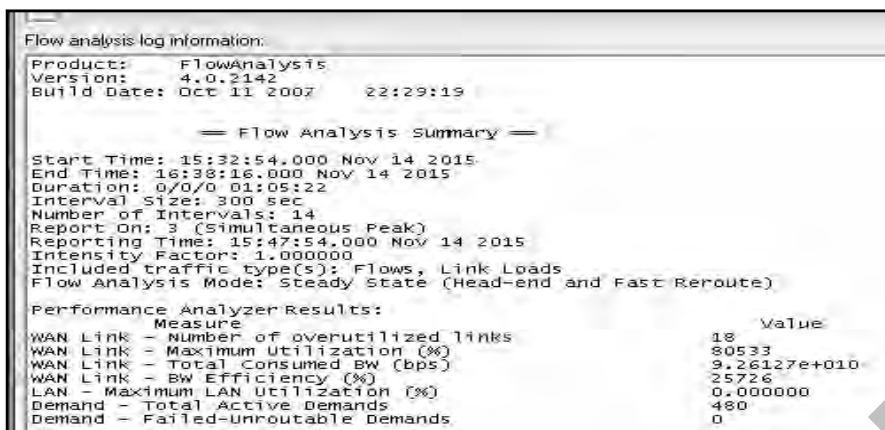 Flow analysis log information:
Product: FlowAnalysis
Version: 4.0.2142
Build Date: Oct 11 2007 22:29:19
== Flow Analysis Summary ==
Start Time: 15:32:54.000 Nov 14 2015
End Time: 16:38:16.000 Nov 14 2015
Duration: 0/0/0 01:05:22
Interval Size: 300 sec
Number of Intervals: 14
Report On: 3 (Simultaneous Peak)
Reporting Time: 15:47:54.000 Nov 14 2015
Intensity Factor: 1.000000
Included traffic type(s): Flows, Link Loads
Flow Analysis Mode: Steady State (Head-end and Fast Reroute)
Performance Analyzer Results:
Measure Value
WAN Link - Number of overutilized links 18
WAN Link - Maximum Utilization (%) 80533
WAN Link - Total Consumed BW (bps) 9.26127e+010
WAN Link - BW Efficiency (%) 25726
LAN - Maximum LAN Utilization (%) 0.000000
Demand - Total Active Demands 480
Demand - Failed-Unroutable Demands 0